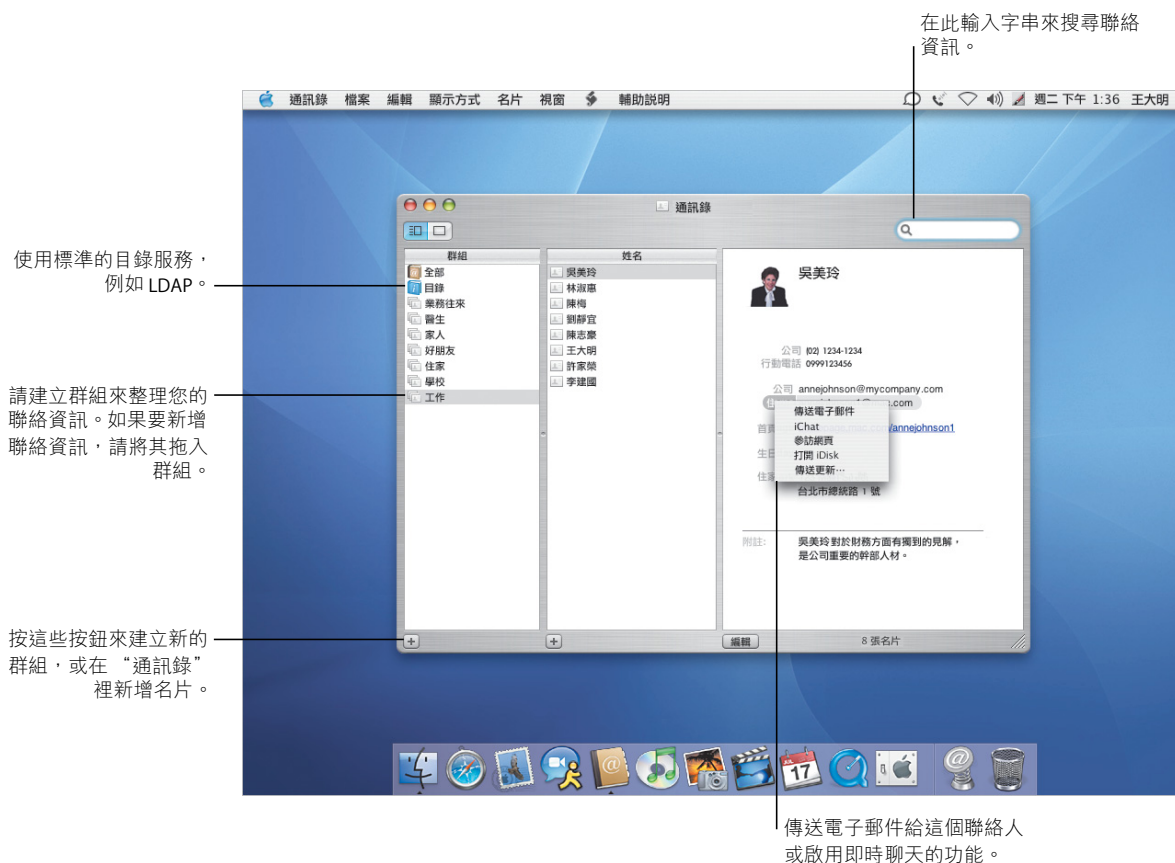 在此輸入字串來搜尋聯絡
資訊。
通訊錄 檔案 編輯 顯示方式 名片 視窗 輔助說明 週二 下午 1:36 王大明
通訊錄
使用標準的目錄服務，
例如 LDAP。
請建立群組來整理您的
聯絡資訊。如果要新增
聯絡資訊，請將其拖入
群組。
按這些按鈕來建立新的
群組，或在 “通訊錄”
裡新增名片。
群組
全部
目錄
業務往來
醫生
家人
好朋友
住家
學校
工作
姓名
吳美玲
林淑惠
陳梅
劉靜宜
陳志豪
王大明
許家榮
李建國
吳美玲
公司 (02) 1234-1234
行動電話 0999123456
公司 annejohnson@mycompany.com
.com
首頁 /annejohnson1
生日
住家
傳送電子郵件
iChat
訪網頁
打開 iDisk
傳送更新⋯
台北市總統路 1 號
附註: 吳美玲對於財務方面有獨到的見解，
是公司重要的幹部人材。
編輯 8 張名片
JUL
17
傳送電子郵件給這個聯絡人
或啟用即時聊天的功能。